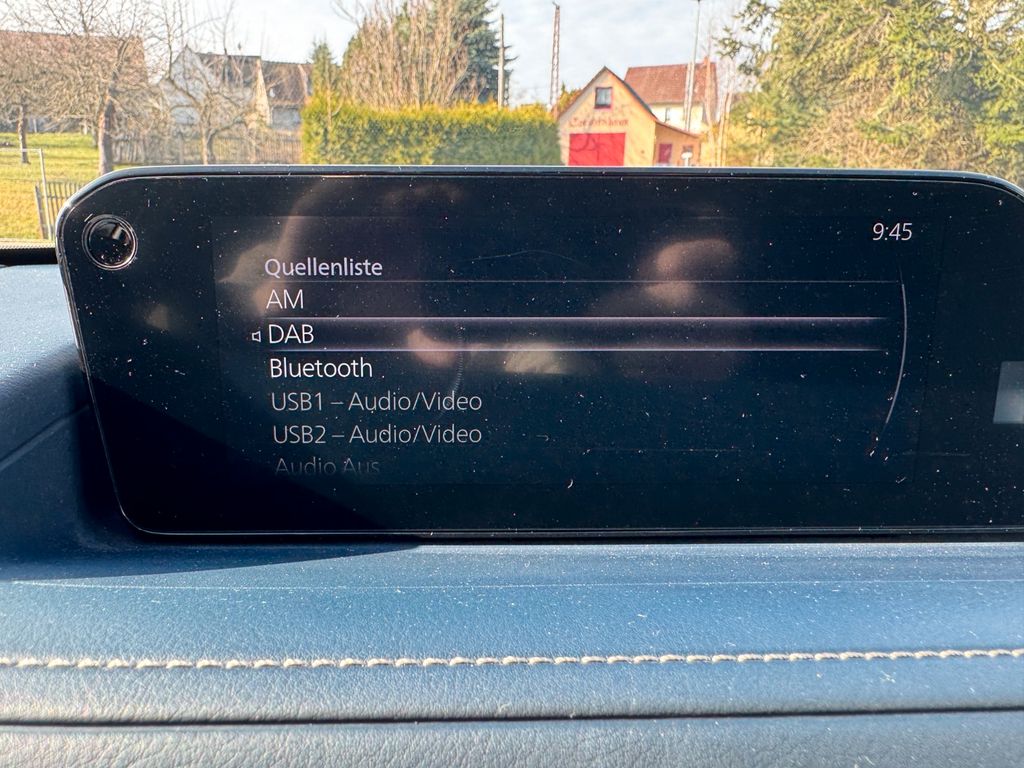 9:45
Quellenliste
AM
DAB
Bluetooth
USB1 – Audio/Video
USB2 – Audio/Video
Audio Aus